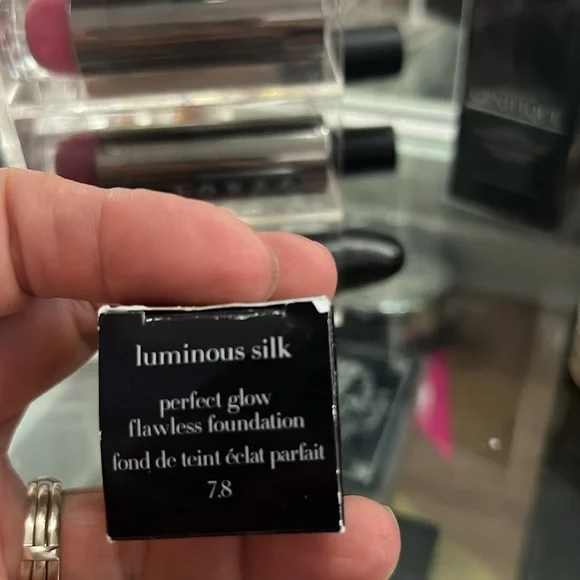 luminous silk
perfect glow
flawless foundation
fond de teint éclat parfait
7.8